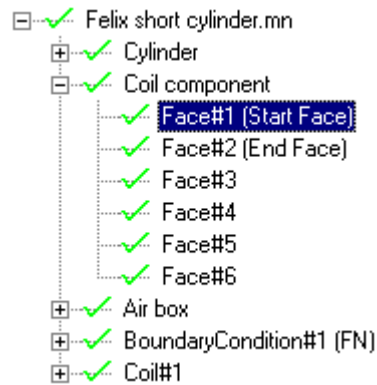 Felix short cylinder.mn
Cylinder
Coil component
Face#1 (Start Face)
Face#2 (End Face)
Face#3
Face#4
Face#5
Face#6
Air box
BoundaryCondition#1 (FN)
Coil#1